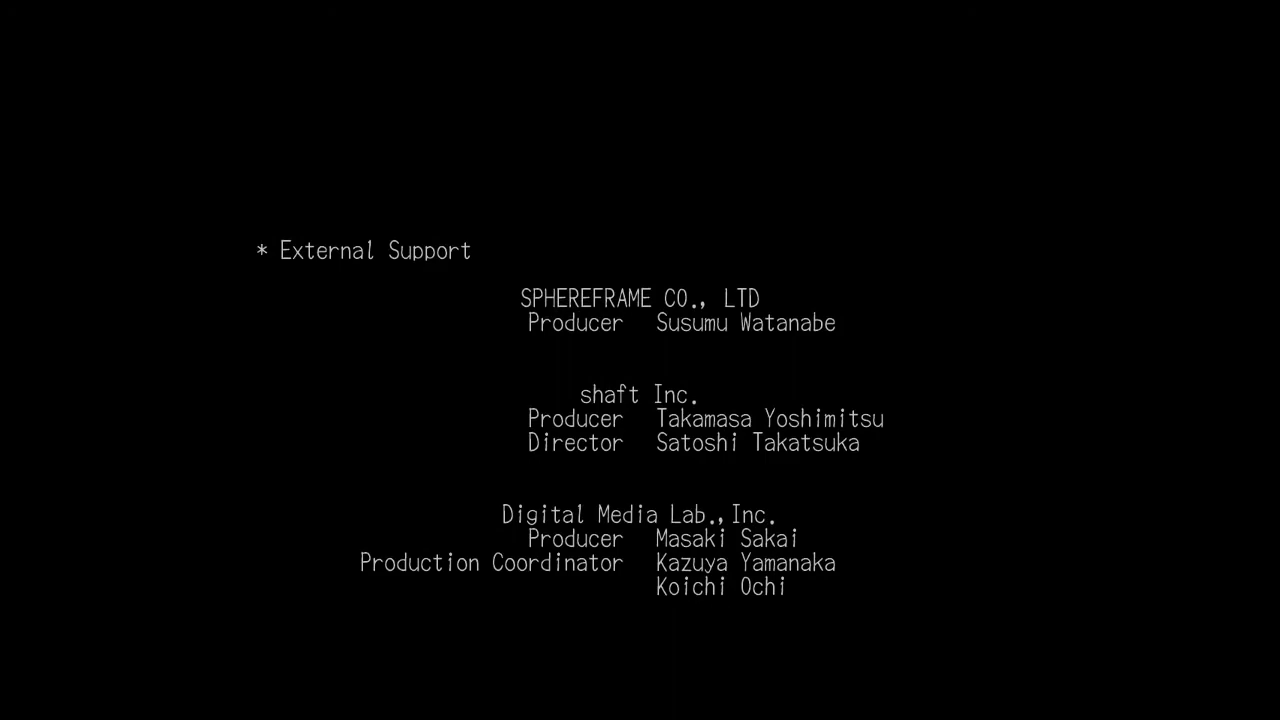 * External Support
SPHEREFRAME CO., LTD
Producer Susumu Watanabe
shaft Inc.
Producer Takamasa Yoshimitsu
Director Satoshi Takatsuka
Digital Media Lab.,Inc.
Producer Masaki Sakai
Production Coordinator Kazuya Yamanaka
Koichi Ochi